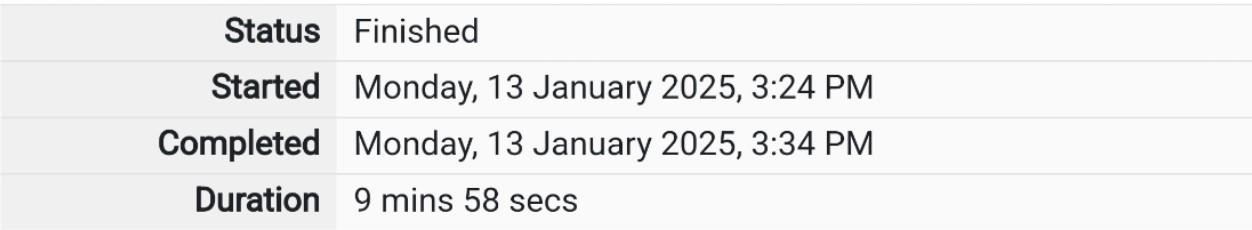 Status Finished
Started Monday, 13 January 2025, 3:24 PM
Completed Monday, 13 January 2025, 3:34 PM
Duration 9 mins 58 secs